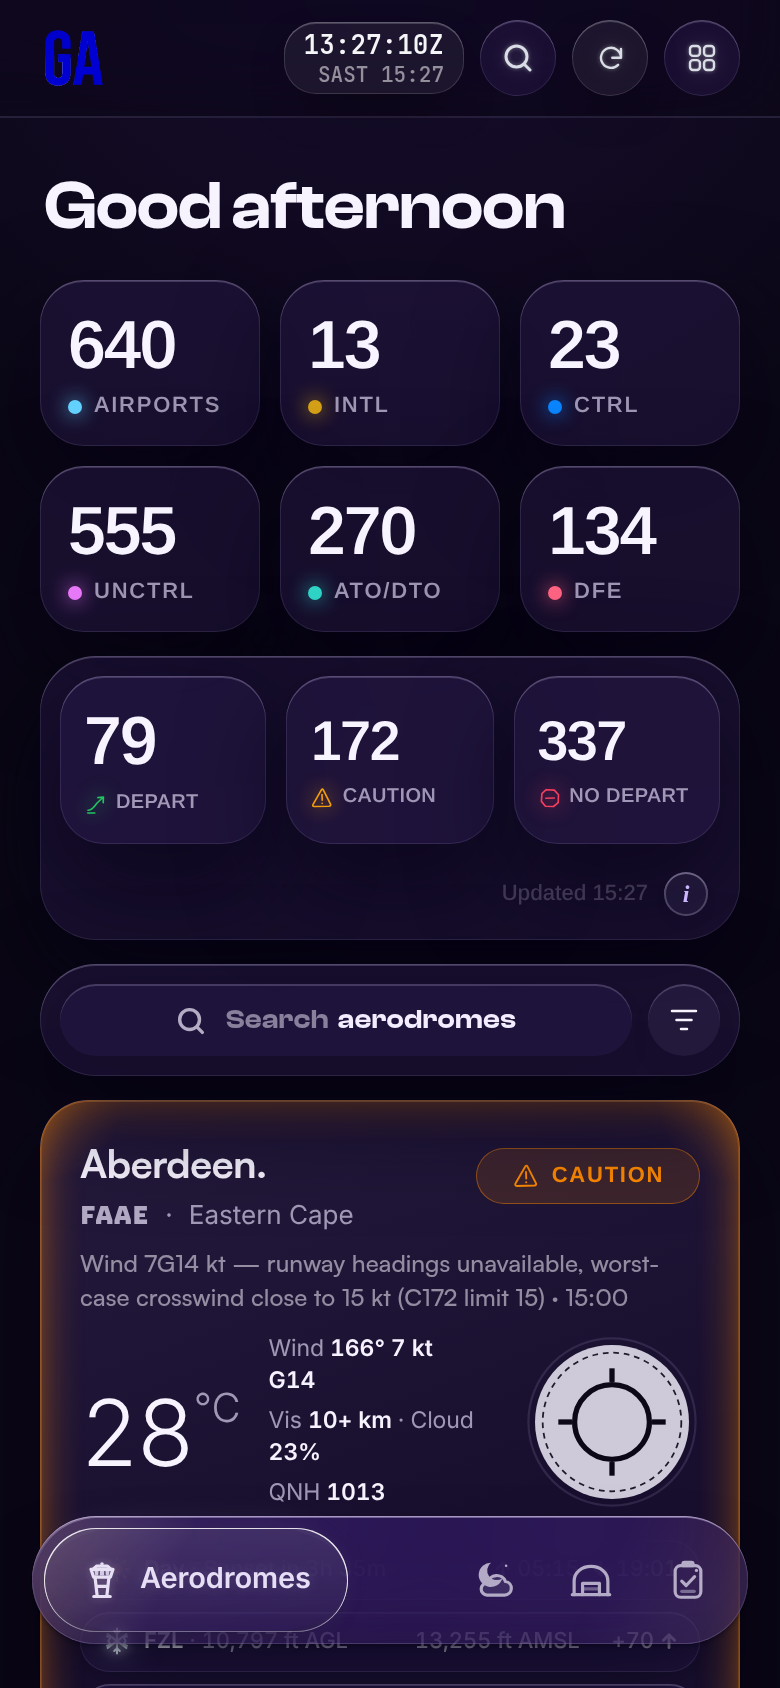 GA
13:27:10Z
SAST 15:27
Good afternoon
640
AIRPORTS
13
INTL
23
CTRL
555
UNCTRL
270
ATO/DTO
134
DFE
79
DEPART
172
CAUTION
337
NO DEPART
Updated 15:27
i
Search aerodromes
Aberdeen.
CAUTION
FAAE · Eastern Cape
Wind 7G14 kt — runway headings unavailable, worst-
case crosswind close to 15 kt (C172 limit 15) • 15:00
28°C
Wind 166° 7 kt
G14
Vis 10+ km · Cloud
23%
QNH 1013
Aerodromes
FZL · 10,797 ft AGL 13,255 ft AMSL +70 ↑